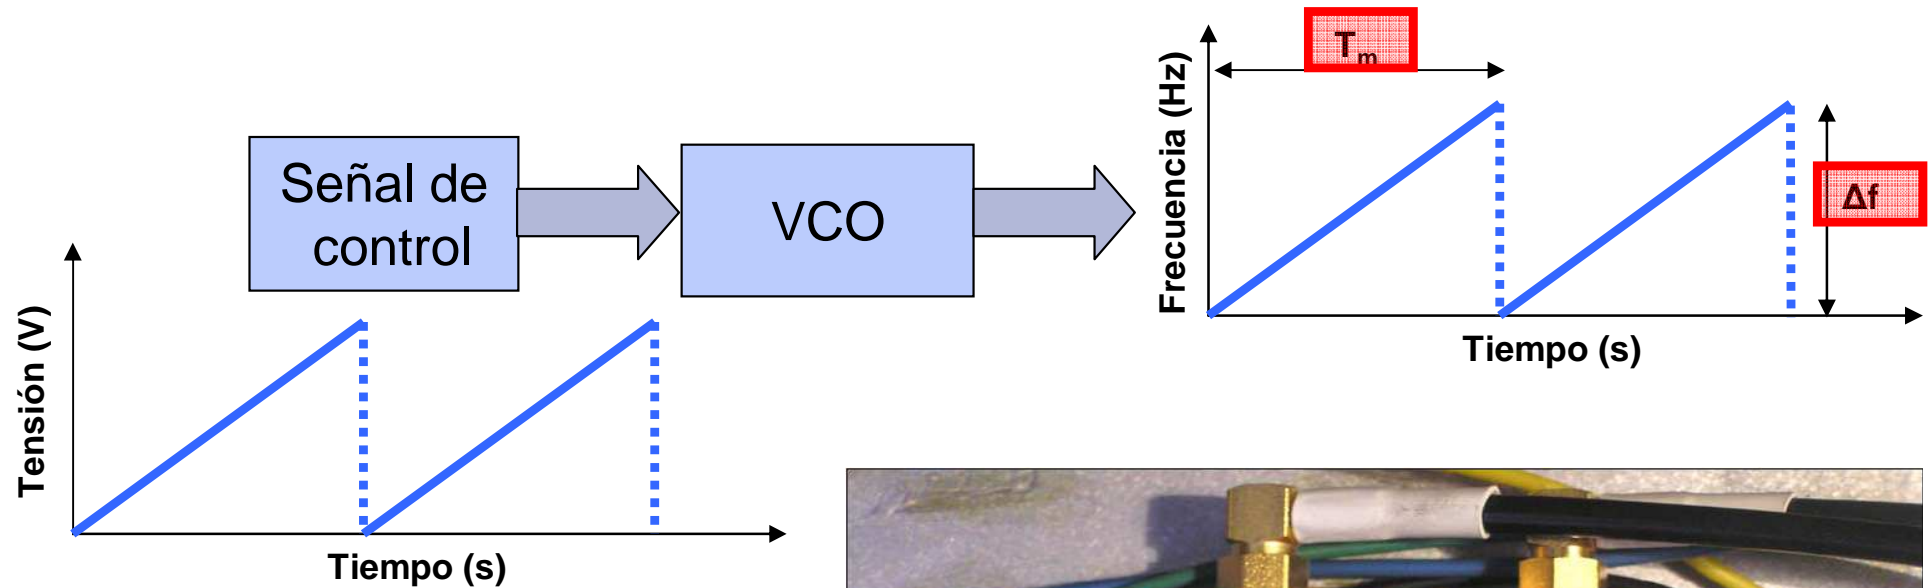 Señal de
control
VCO
Tensión (V)
Tiempo (s)
Frecuencia (Hz)
Tm
Δf
Tiempo (s)